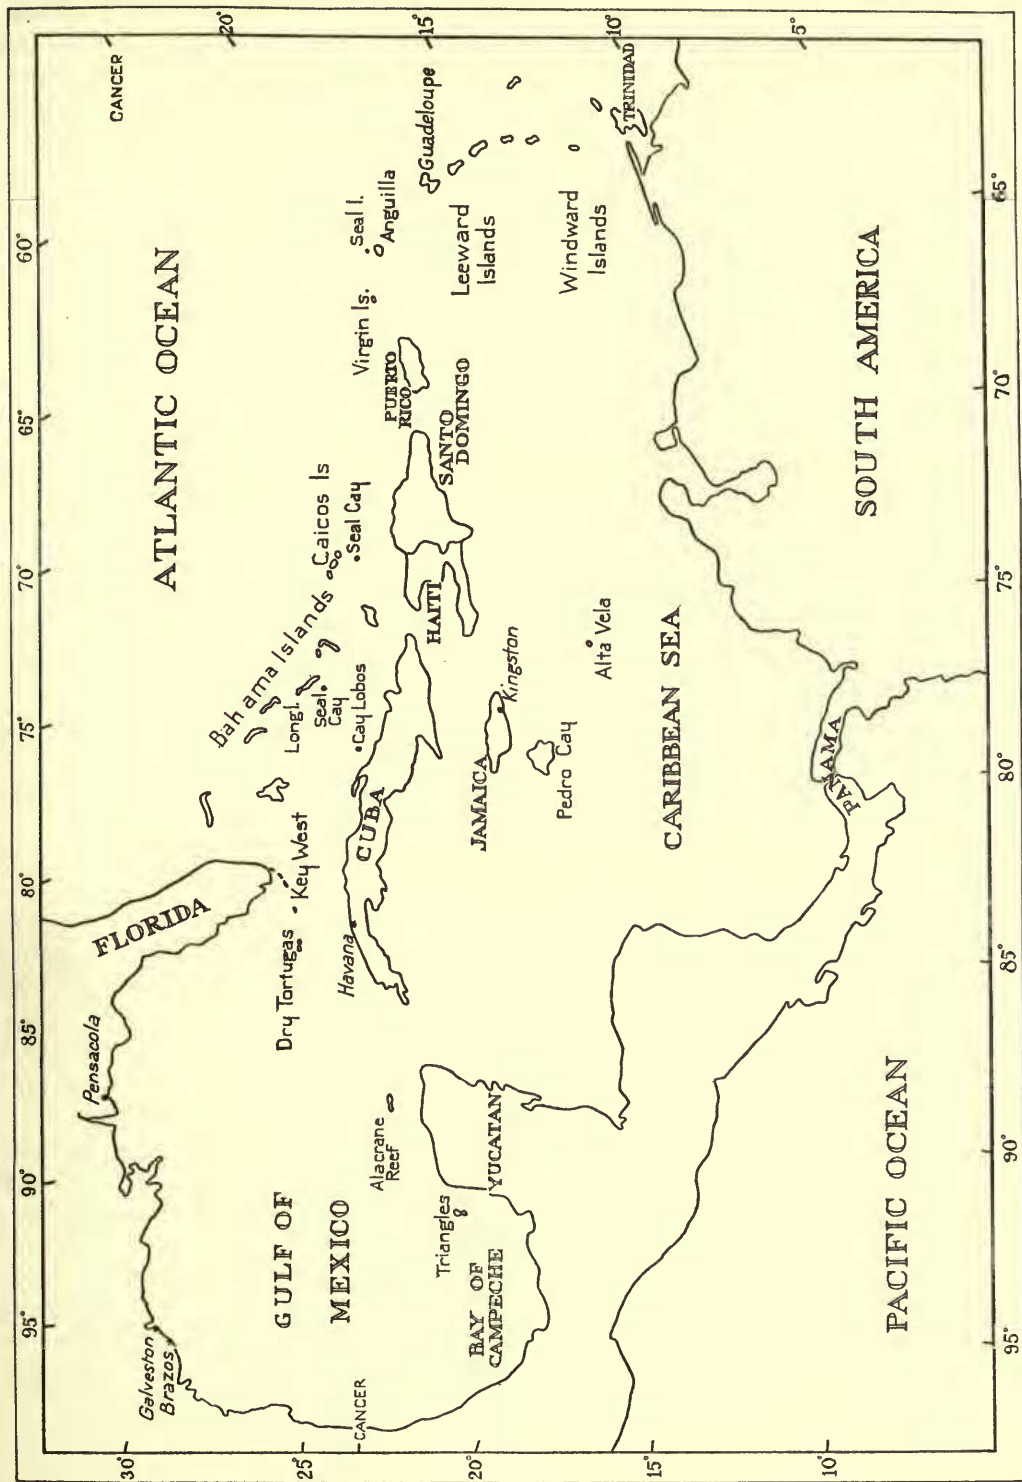 95°
90°
85°
80°
75°
70°
65°
60°
30°
25
20°
15°
10°
20°
15°
10°
5°
95°
90°
85°
80°
75°
70°
65°
CANCER
CANCER
ATLANTIC OCEAN
GULF OF
MEXICO
Galveston
Brazos
Pensacola
FLORIDA
Dry Tortugas
Key West
Havana
CUBA
Alacrane
Reef
Triangles
YUCATAN
BAY OF
CAMPECHE
Bahama Islands
Long I.
Seal
Cay
Cay Lobos
Caicos Is
Seal Cay
HAITI
SANTO
DOMINGO
PUERTO
RICO
Virgin Is.
Seal I.
Anguilla
Guadeloupe
Leeward
Islands
Windward
Islands
TRINIDAD
JAMAICA
Kingston
Pedro Cay
Alta Vela
CARIBBEAN SEA
PANAMA
SOUTH AMERICA
PACIFIC OCEAN